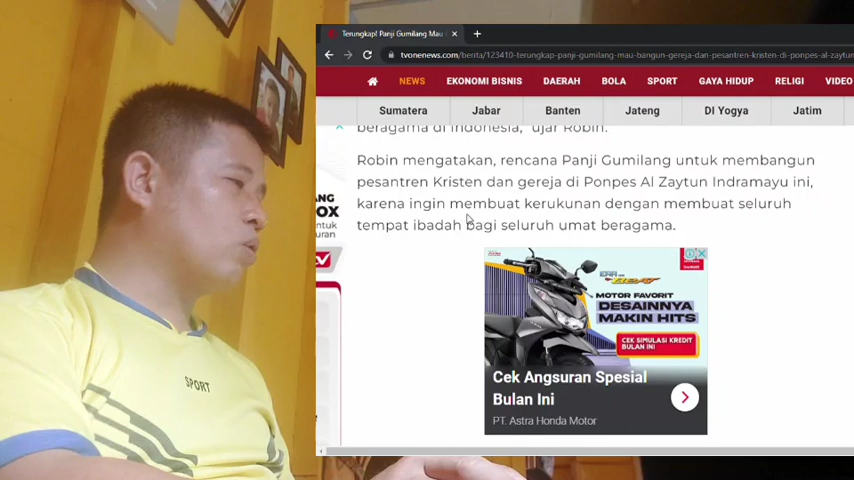 Terungkap! Panji Gumilang Mau
tvonenews.com/berita/123410-terungkap-panji-gumilang-mau-bangun-gereja-dan-pesantren-kristen-di-ponpes-al-zaytun
NEWS EKONOMI BISNIS DAERAH BOLA SPORT GAYA HIDUP RELIGI VIDEO
Sumatera Jabar Banten Jateng DI Yogya Jatim
beragama di Indonesia," ujar Robin.
Robin mengatakan, rencana Panji Gumilang untuk membangun
pesantren Kristen dan gereja di Ponpes Al Zaytun Indramayu ini,
karena ingin membuat kerukunan dengan membuat seluruh
tempat ibadah bagi seluruh umat beragama.
ANG
OX
untuk
uran
MOTOR FAVORIT
DESAINNYA
MAKIN HITS
CEK SIMULASI KREDIT
BULAN INI
Cek Angsuran Spesial
Bulan Ini
PT. Astra Honda Motor
SPORT